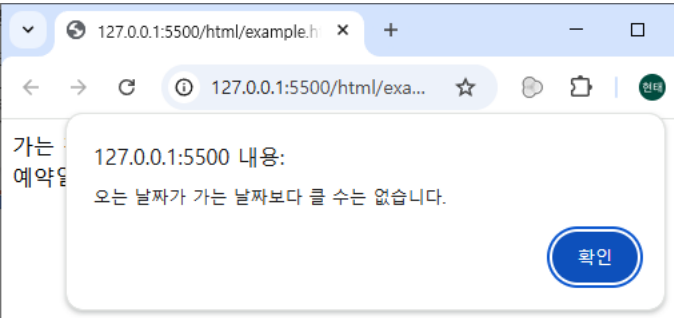 127.0.0.1:5500/html/example.h
127.0.0.1:5500/html/exa...
현태
가는
예약일
127.0.0.1:5500 내용:
오는 날짜가 가는 날짜보다 클 수는 없습니다.
확인